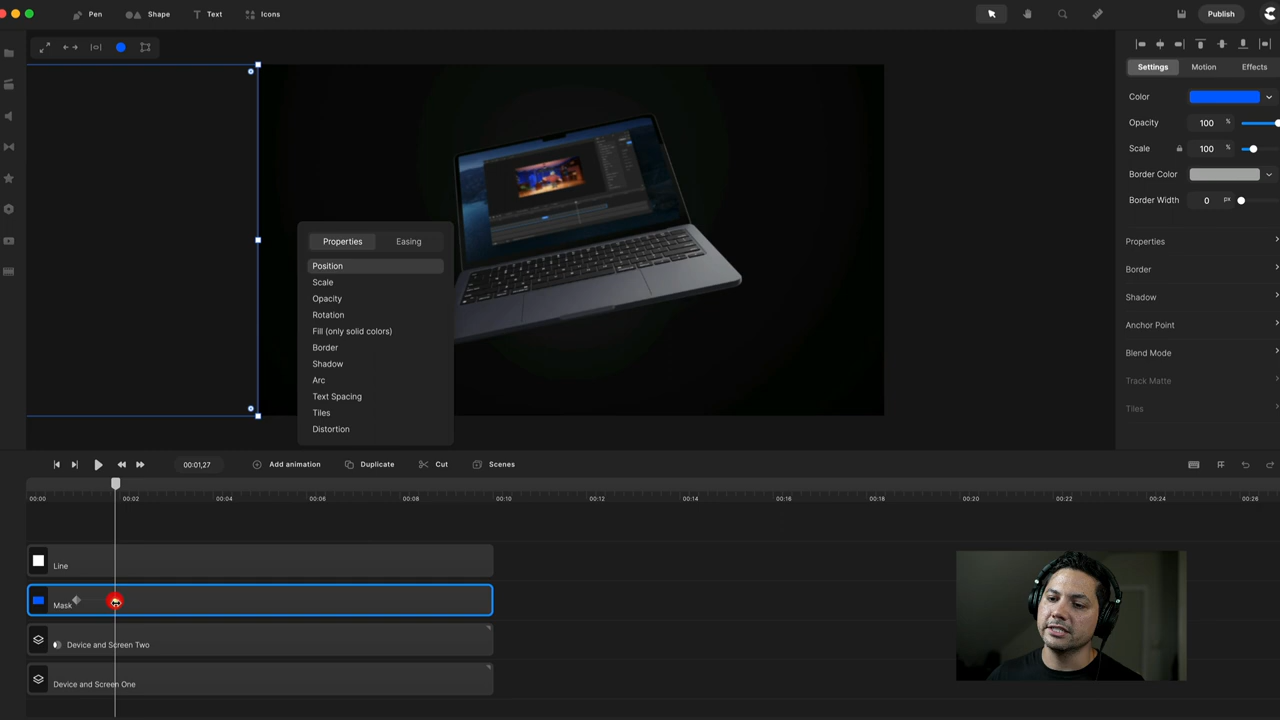 Pen Shape Text Icons Publish
Settings Motion Effects
Color
Opacity 100 %
Scale 100 %
Border Color
Border Width 0 px
Properties
Border
Shadow
Anchor Point
Blend Mode
Track Matte
Tiles
Properties Easing
Position
Scale
Opacity
Rotation
Fill (only solid colors)
Border
Shadow
Arc
Text Spacing
Tiles
Distortion
00:01,27 Add animation Duplicate Cut Scenes
00:00 00:02 00:04 00:06 00:08 00:10 00:12 00:14 00:16 00:18 00:20 00:22 00:24 00:26
Line
Mask
Device and Screen Two
Device and Screen One